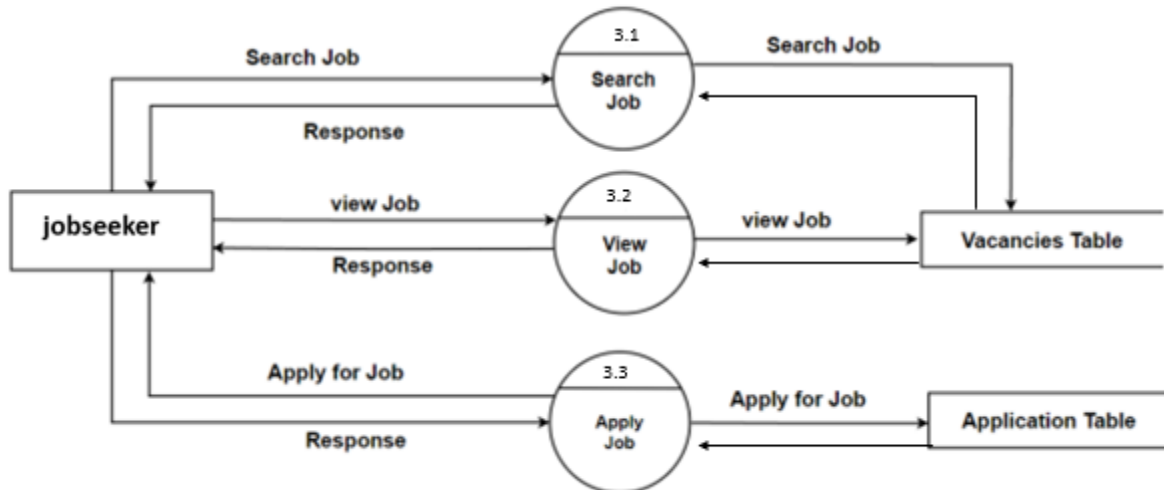 3.1
Search Job
Search Job
Search
Job
Response
3.2
view Job
jobseeker
view Job
View
Job
Vacancies Table
Response
3.3
Apply for Job
Apply for Job
Apply
Job
Application Table
Response